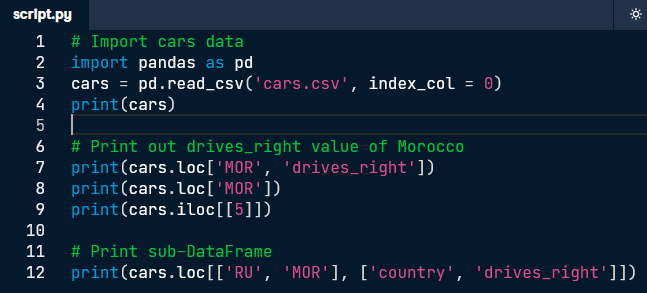 script.py
1 # Import cars data
2 import pandas as pd
3 cars = pd.read_csv('cars.csv', index_col = 0)
4 print(cars)
5
6 # Print out drives_right value of Morocco
7 print(cars.loc['MOR', 'drives_right'])
8 print(cars.loc['MOR'])
9 print(cars.iloc[[5]])
10
11 # Print sub-DataFrame
12 print(cars.loc[['RU', 'MOR'], ['country', 'drives_right']])